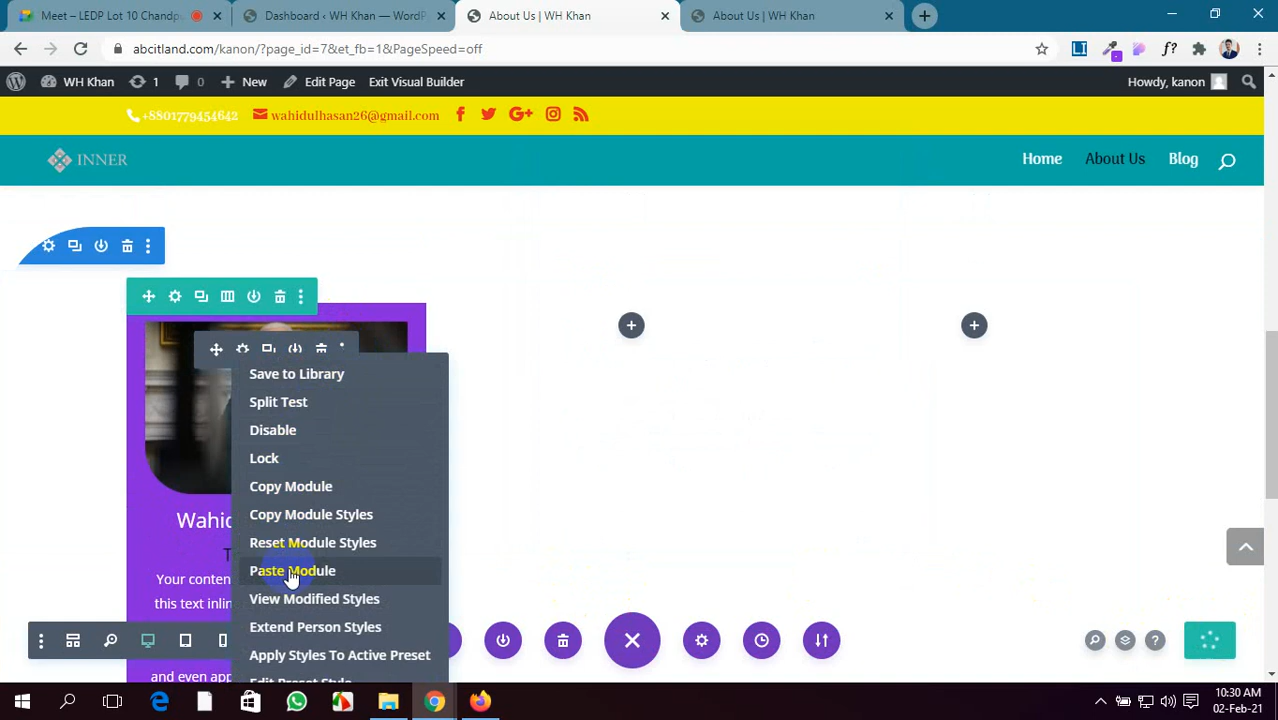 Meet – LEDP Lot 10 Chandp
Dashboard ‹ WH Khan — WordP
About Us | WH Khan
About Us | WH Khan
abcitland.com/kanon/?page_id=7&et_fb=1&PageSpeed=off
WH Khan
1
0
New
Edit Page
Exit Visual Builder
Howdy, kanon
+8801779454642
wahidulhasan26@gmail.com
INNER
Home
About Us
Blog
Save to Library
Split Test
Disable
Lock
Copy Module
Copy Module Styles
Reset Module Styles
Paste Module
View Modified Styles
Extend Person Styles
Apply Styles To Active Preset
Edit Preset Style
Wahid
T
Your conten
this text inlin
and even app
10:30 AM
02-Feb-21